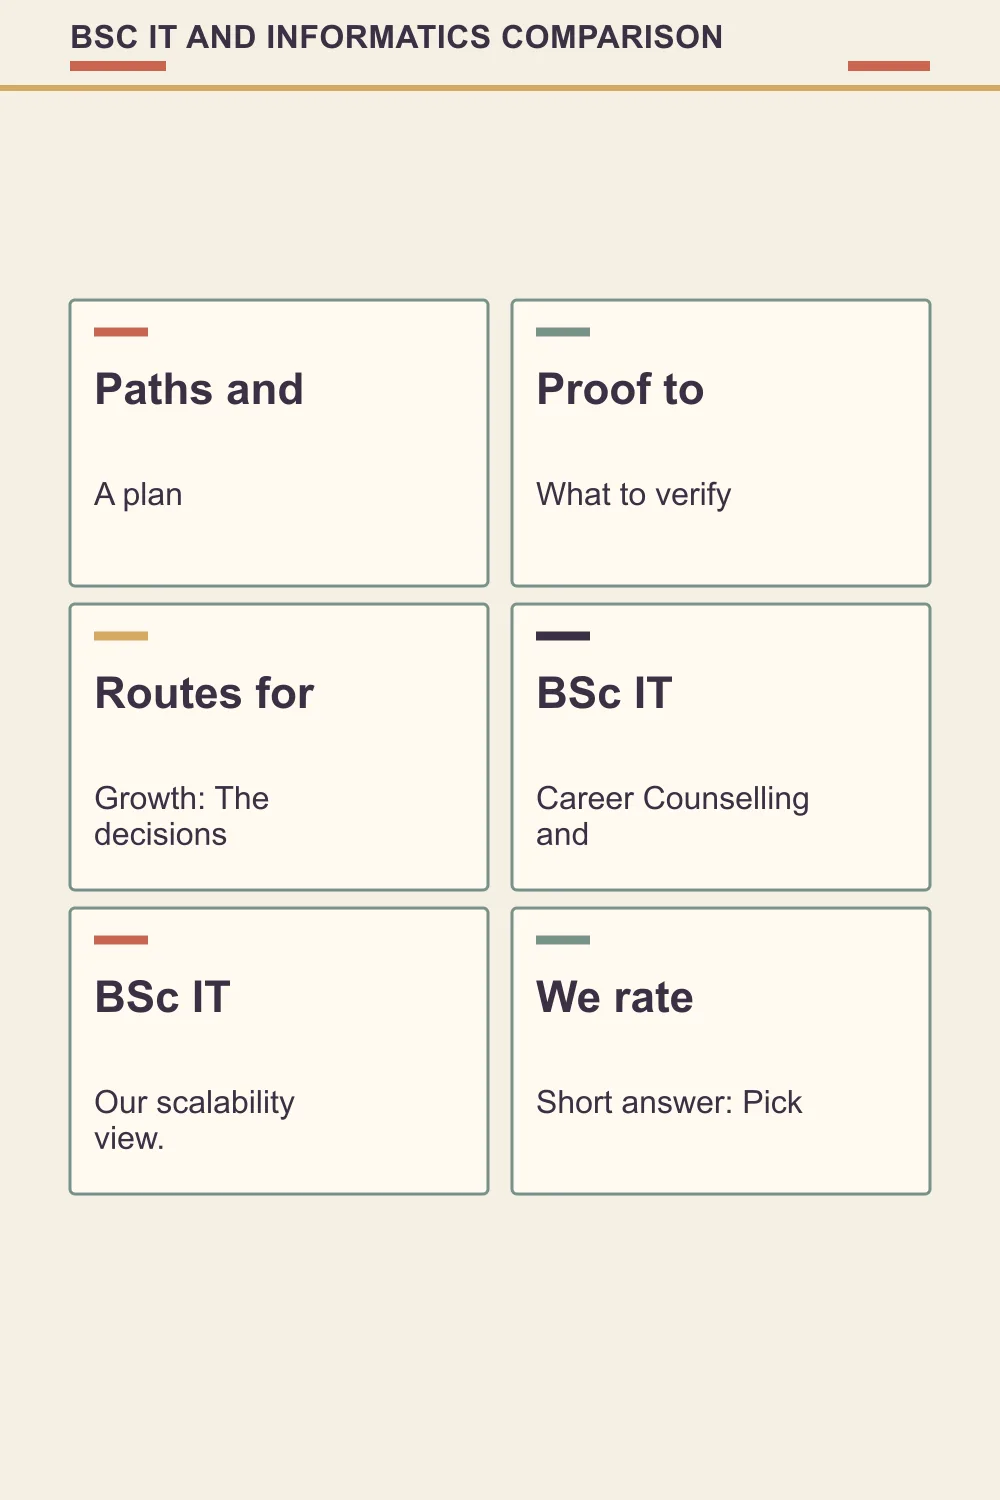 BSC IT AND INFORMATICS COMPARISON
Paths and
A plan
Proof to
What to verify
Routes for
Growth: The
decisions
BSc IT
Career Counselling
and
BSc IT
Our scalability
view.
We rate
Short answer: Pick